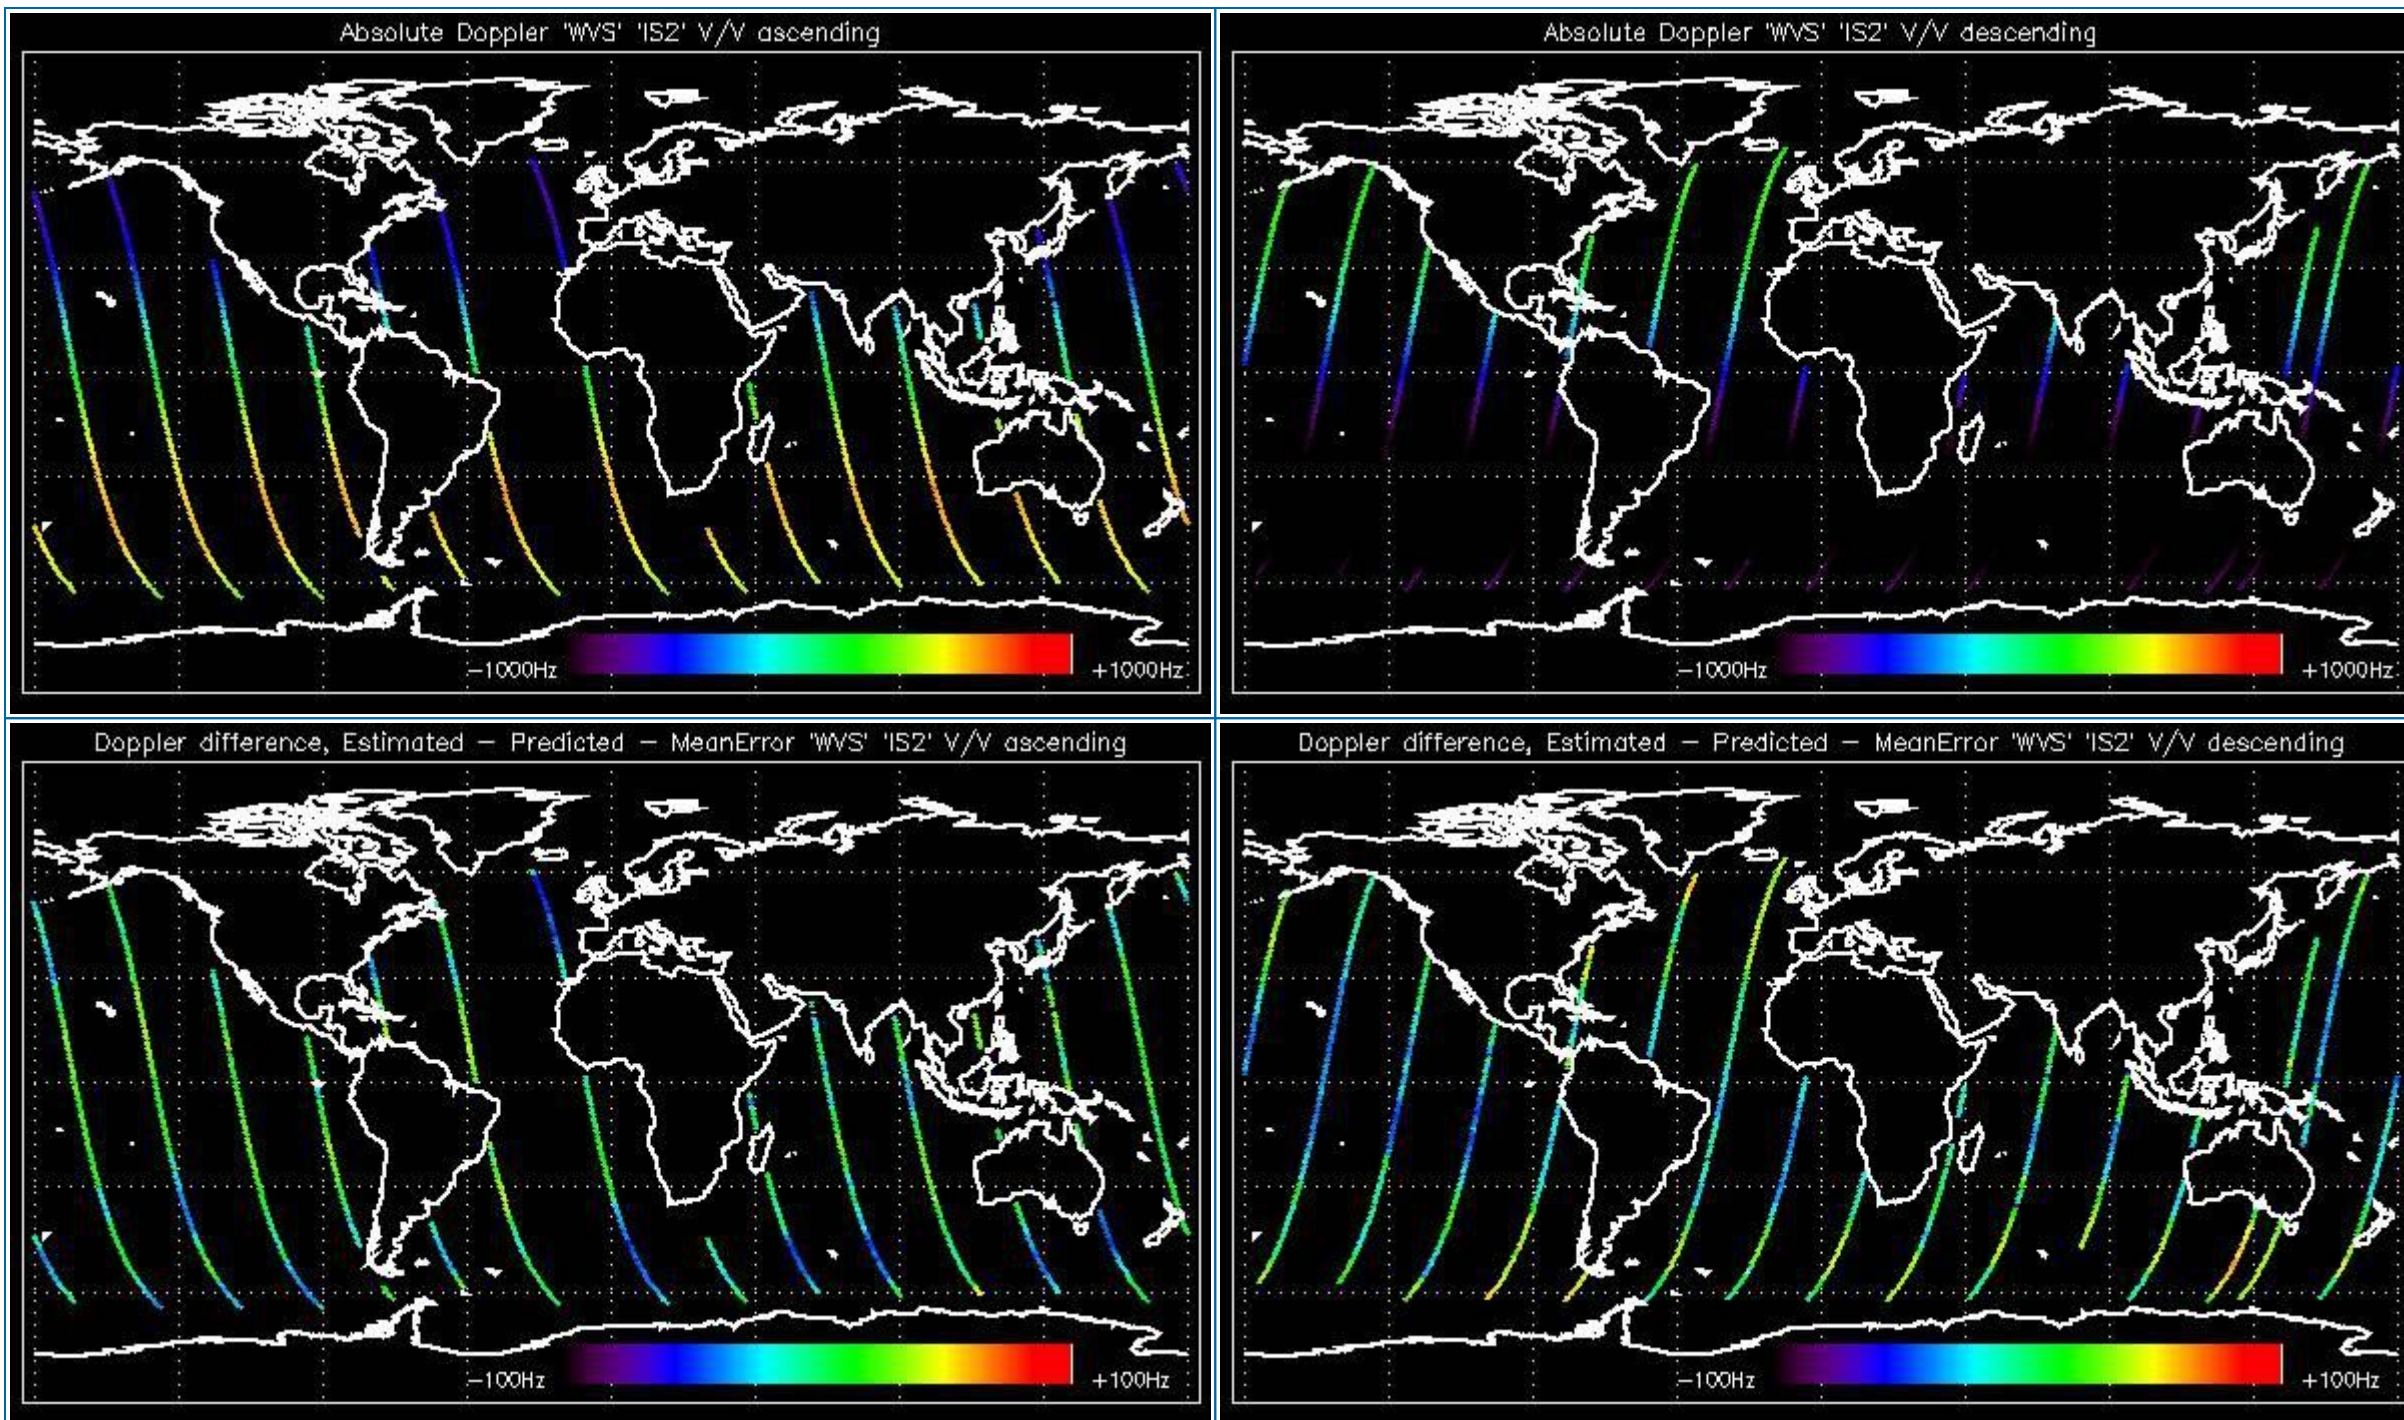 Absolute Doppler 'WVS' 'IS2' V/V ascending
-1000Hz
+1000Hz
Absolute Doppler 'WVS' 'IS2' V/V descending
-1000Hz
+1000Hz
Doppler difference, Estimated - Predicted - MeanError 'WVS' 'IS2' V/V ascending
-100Hz
+100Hz
Doppler difference, Estimated - Predicted - MeanError 'WVS' 'IS2' V/V descending
-100Hz
+100Hz